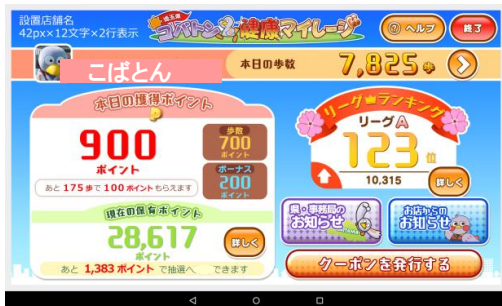 設置店舗名
42px×12文字×2行表示
埼玉県
コバトン健康マイレージ
? ヘルプ
終了
こばとん
本日の歩数
7,825歩
本日の獲得ポイント
900
ポイント
歩数
700
ポイント
ボーナス
200
ポイント
あと 175 歩で 100 ポイントもらえます
現在の保有ポイント
28,617
ポイント
詳しく
あと 1,383 ポイント で抽選へ できます
リーグランキング
リーグA
123位
10,315
詳しく
県・事務局の
お知らせ
お店からの
お知らせ
クーポンを発行する